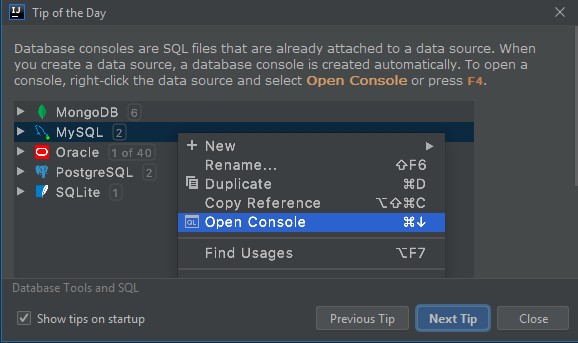 IJ Tip of the Day
Database consoles are SQL files that are already attached to a data source. When
you create a data source, a database console is created automatically. To open a
console, right-click the data source and select Open Console or press F4.
MongoDB 6
MySQL 2
Oracle 1 of 40
PostgreSQL 2
SQLite 1
New
Rename... ⇧F6
Duplicate ⌘D
Copy Reference ⌥⇧⌘C
QL Open Console ⌘↓
Find Usages ⌥F7
Database Tools and SQL
Show tips on startup
Previous Tip Next Tip Close